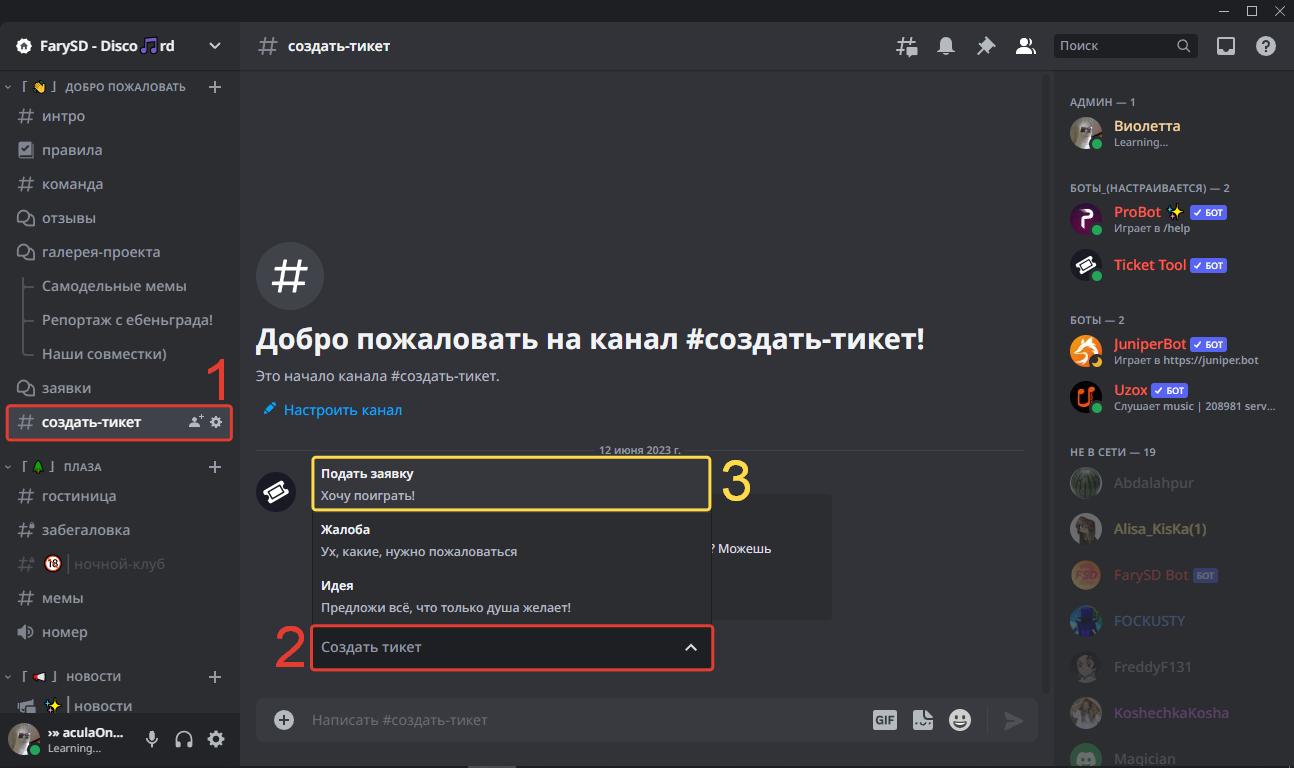 FarySD - Disco🎵rd
# создать-тикет
Поиск
「👋」 ДОБРО ПОЖАЛОВАТЬ
интро
правила
команда
отзывы
галерея-проекта
Самодельные мемы
Репортаж с ебеньграда!
Наши совместки)
заявки
1
создать-тикет
「🌲」 ПЛАЗА
гостиница
забегаловка
🔞 | ночной-клуб
мемы
номер
「📢」 НОВОСТИ
✨ | новости
»» aculaOn...
Learning...
#
Добро пожаловать на канал #создать-тикет!
Это начало канала #создать-тикет.
Настроить канал
12 июня 2023 г.
Подать заявку
Хочу поиграть!
3
Жалоба
Ух, какие, нужно пожаловаться
? Можешь
Идея
Предложи всё, что только душа желает!
2
Создать тикет
Написать #создать-тикет
GIF
АДМИН — 1
Виолетта
Learning...
БОТЫ_(НАСТРАИВАЕТСЯ) — 2
ProBot ✨ ✓ БОТ
Играет в /help
Ticket Tool ✓ БОТ
БОТЫ — 2
JuniperBot ✓ БОТ
Играет в https://juniper.bot
Uzox ✓ БОТ
Слушает music | 208981 serv...
НЕ В СЕТИ — 19
Abdalahpur
Alisa_KisKa(1)
FSD
FarySD Bot БОТ
FOCKUSTY
FreddyF131
KoshechkaKosha
Magician